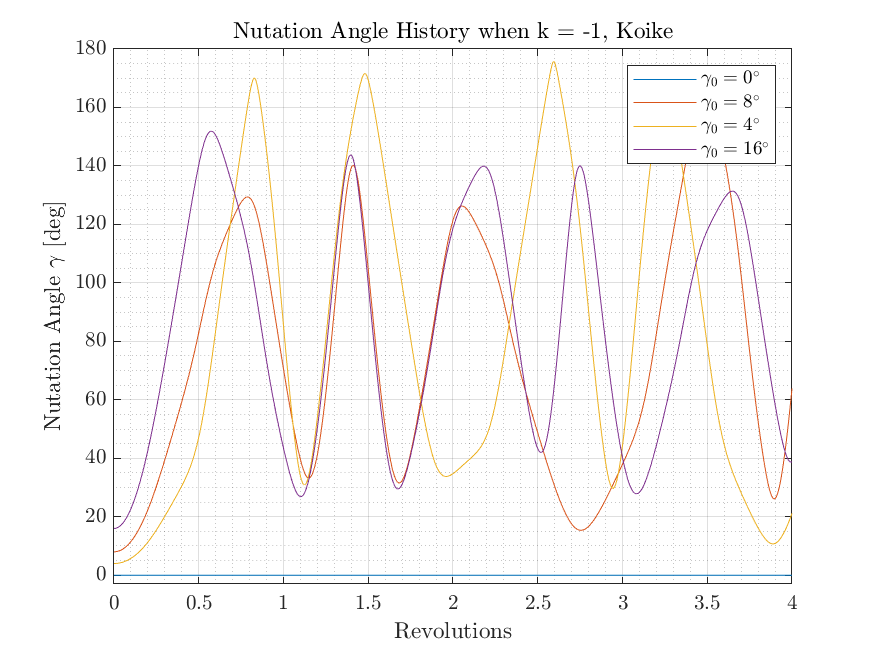 Nutation Angle History when k = -1, Koike
180
160
140
120
100
80
60
40
20
0
Nutation Angle γ [deg]
γ₀ = 0°
γ₀ = 8°
γ₀ = 4°
γ₀ = 16°
0 0.5 1 1.5 2 2.5 3 3.5 4
Revolutions